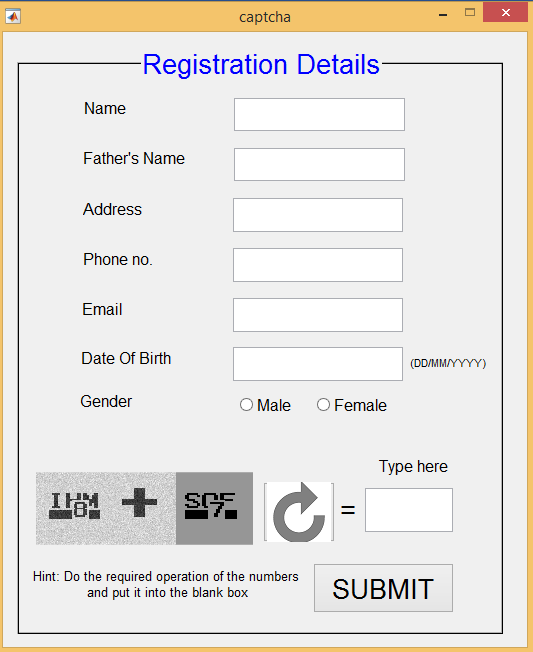 captcha
Registration Details
Name
Father's Name
Address
Phone no.
Email
Date Of Birth
(DD/MM/YYYY)
Gender
Male
Female
Type here
8
+
7
=
Hint: Do the required operation of the numbers
and put it into the blank box
SUBMIT